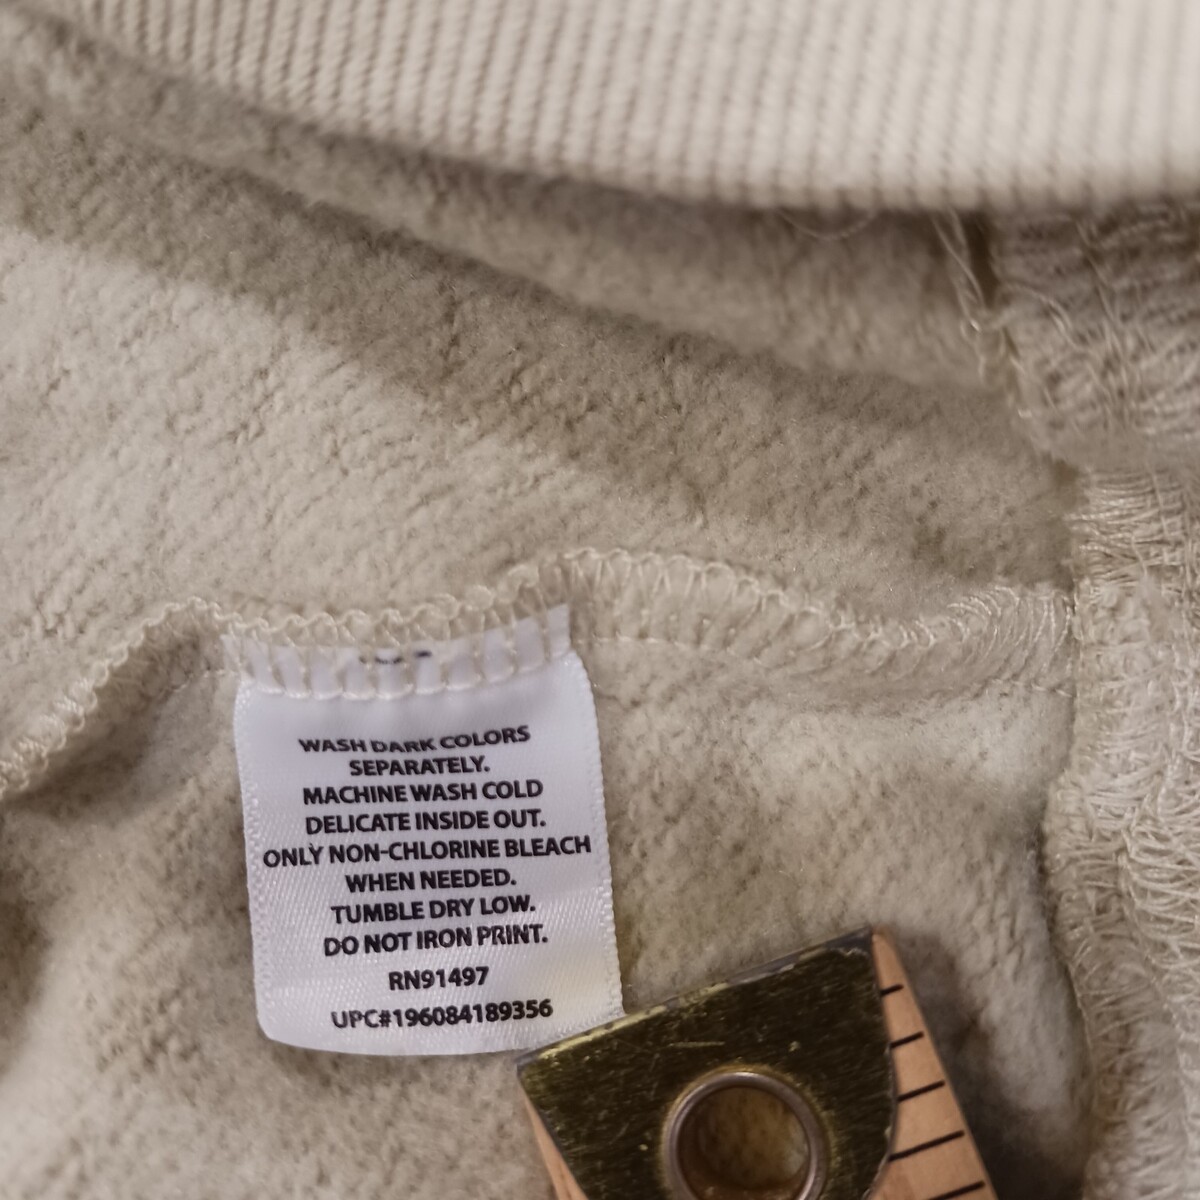 WASH DARK COLORS
SEPARATELY.
MACHINE WASH COLD
DELICATE INSIDE OUT.
ONLY NON-CHLORINE BLEACH
WHEN NEEDED.
TUMBLE DRY LOW.
DO NOT IRON PRINT.
RN91497
UPC#196084189356